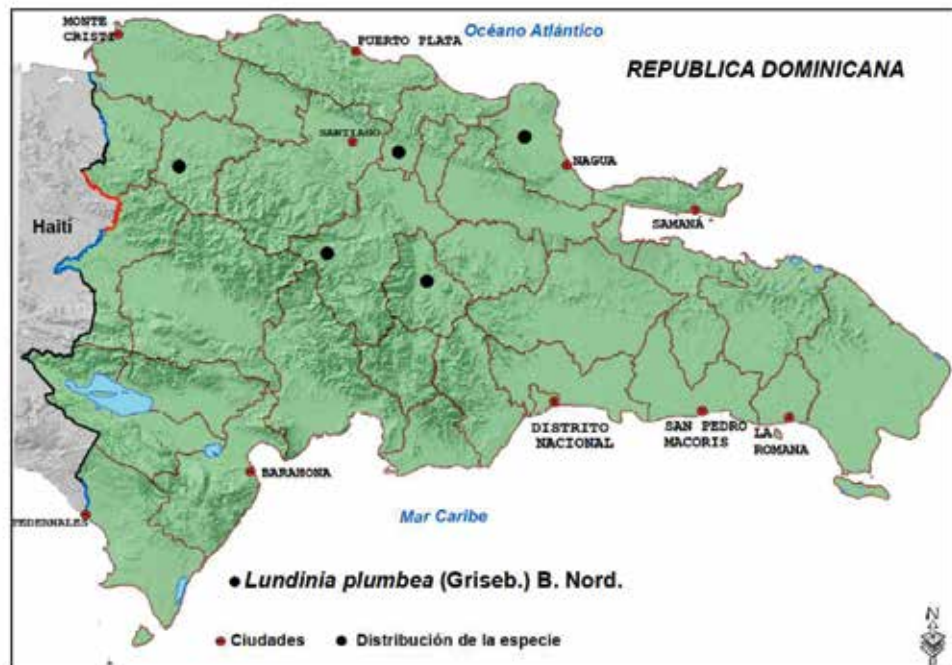 MONTE
CRISTI
PUERTO PLATA
Océano Atlántico
REPUBLICA DOMINICANA
SANTIAGO
NAGUA
SAMANÁ
Haití
DISTRITO
NACIONAL
SAN PEDRO
MACORIS
LA
ROMANA
BARAHONA
PEDERNALES
Mar Caribe
Lundinia plumbea (Griseb.) B. Nord.
Ciudades
Distribución de la especie
N